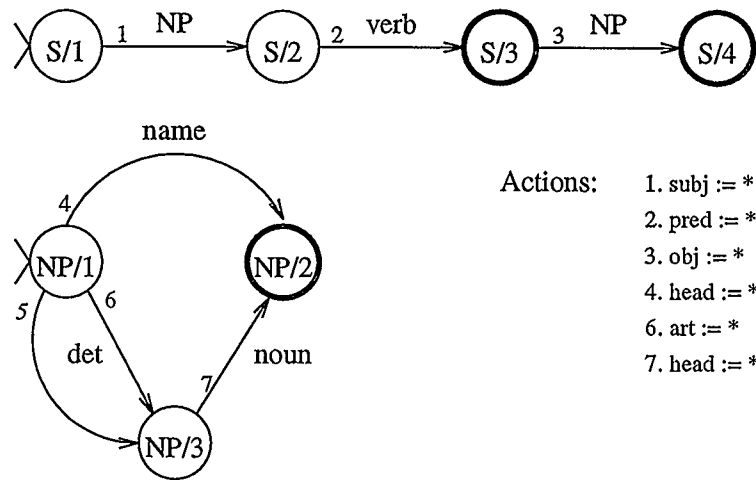 S/1 1 NP S/2 2 verb S/3 3 NP S/4
name
Actions: 1. subj := *
2. pred := *
3. obj := *
4. head := *
6. art := *
7. head := *
4
NP/1 NP/2
5 6
det 7 noun
NP/3